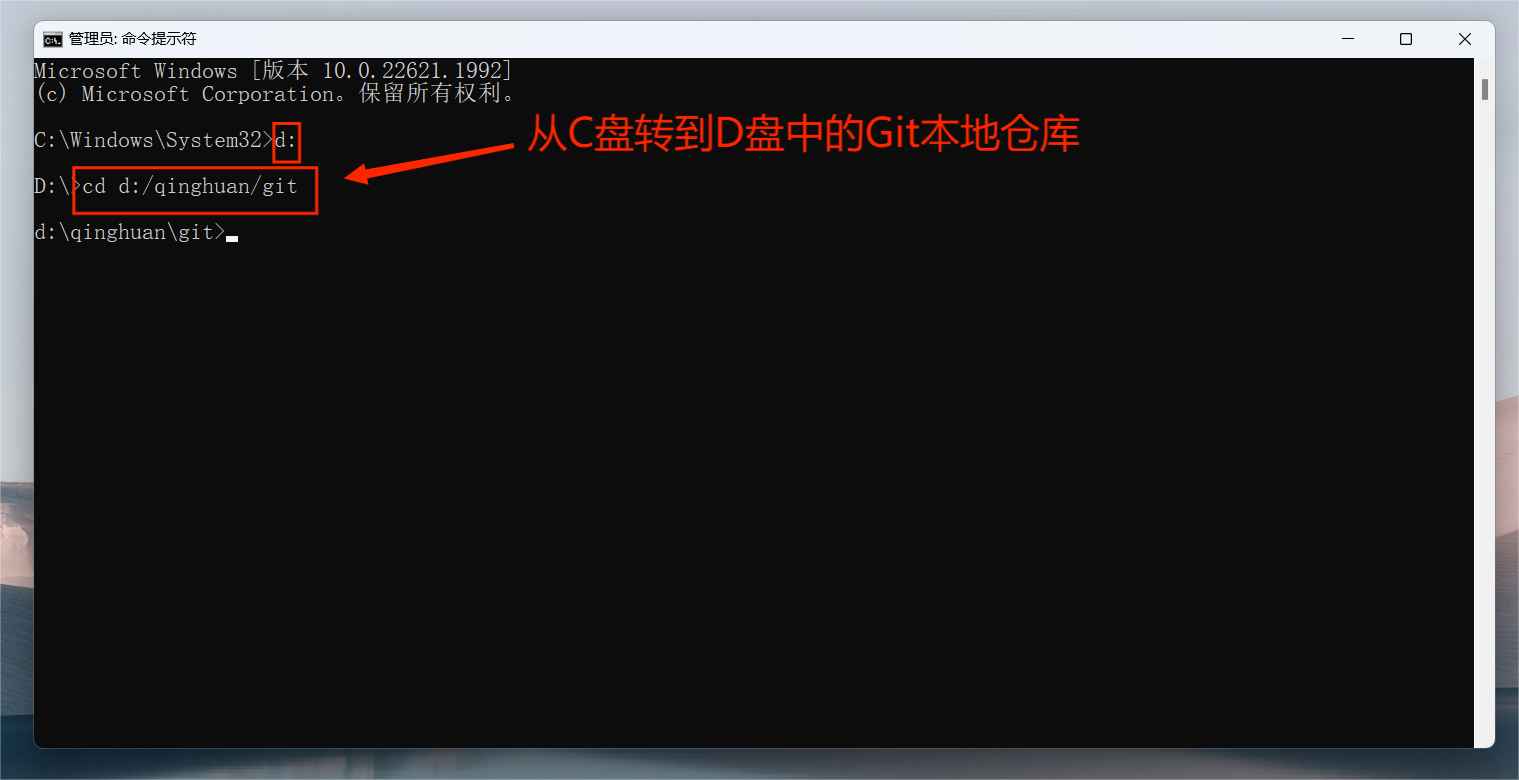 管理员: 命令提示符
Microsoft Windows [版本 10.0.22621.1992]
(c) Microsoft Corporation。保留所有权利。
C:\Windows\System32>d:
从C盘转到D盘中的Git本地仓库
D:\>cd d:/qinghuan/git
d:\qinghuan\git>